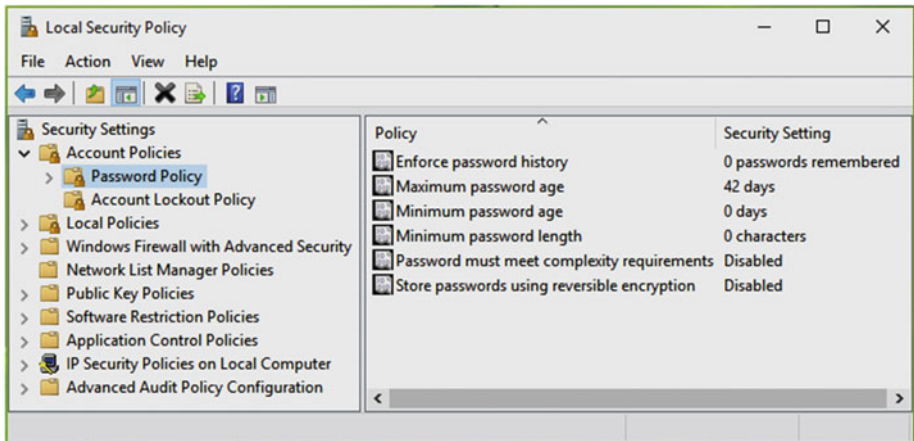 Local Security Policy
File Action View Help
Security Settings
Account Policies
Password Policy
Account Lockout Policy
Local Policies
Windows Firewall with Advanced Security
Network List Manager Policies
Public Key Policies
Software Restriction Policies
Application Control Policies
IP Security Policies on Local Computer
Advanced Audit Policy Configuration
Policy Security Setting
Enforce password history 0 passwords remembered
Maximum password age 42 days
Minimum password age 0 days
Minimum password length 0 characters
Password must meet complexity requirements Disabled
Store passwords using reversible encryption Disabled